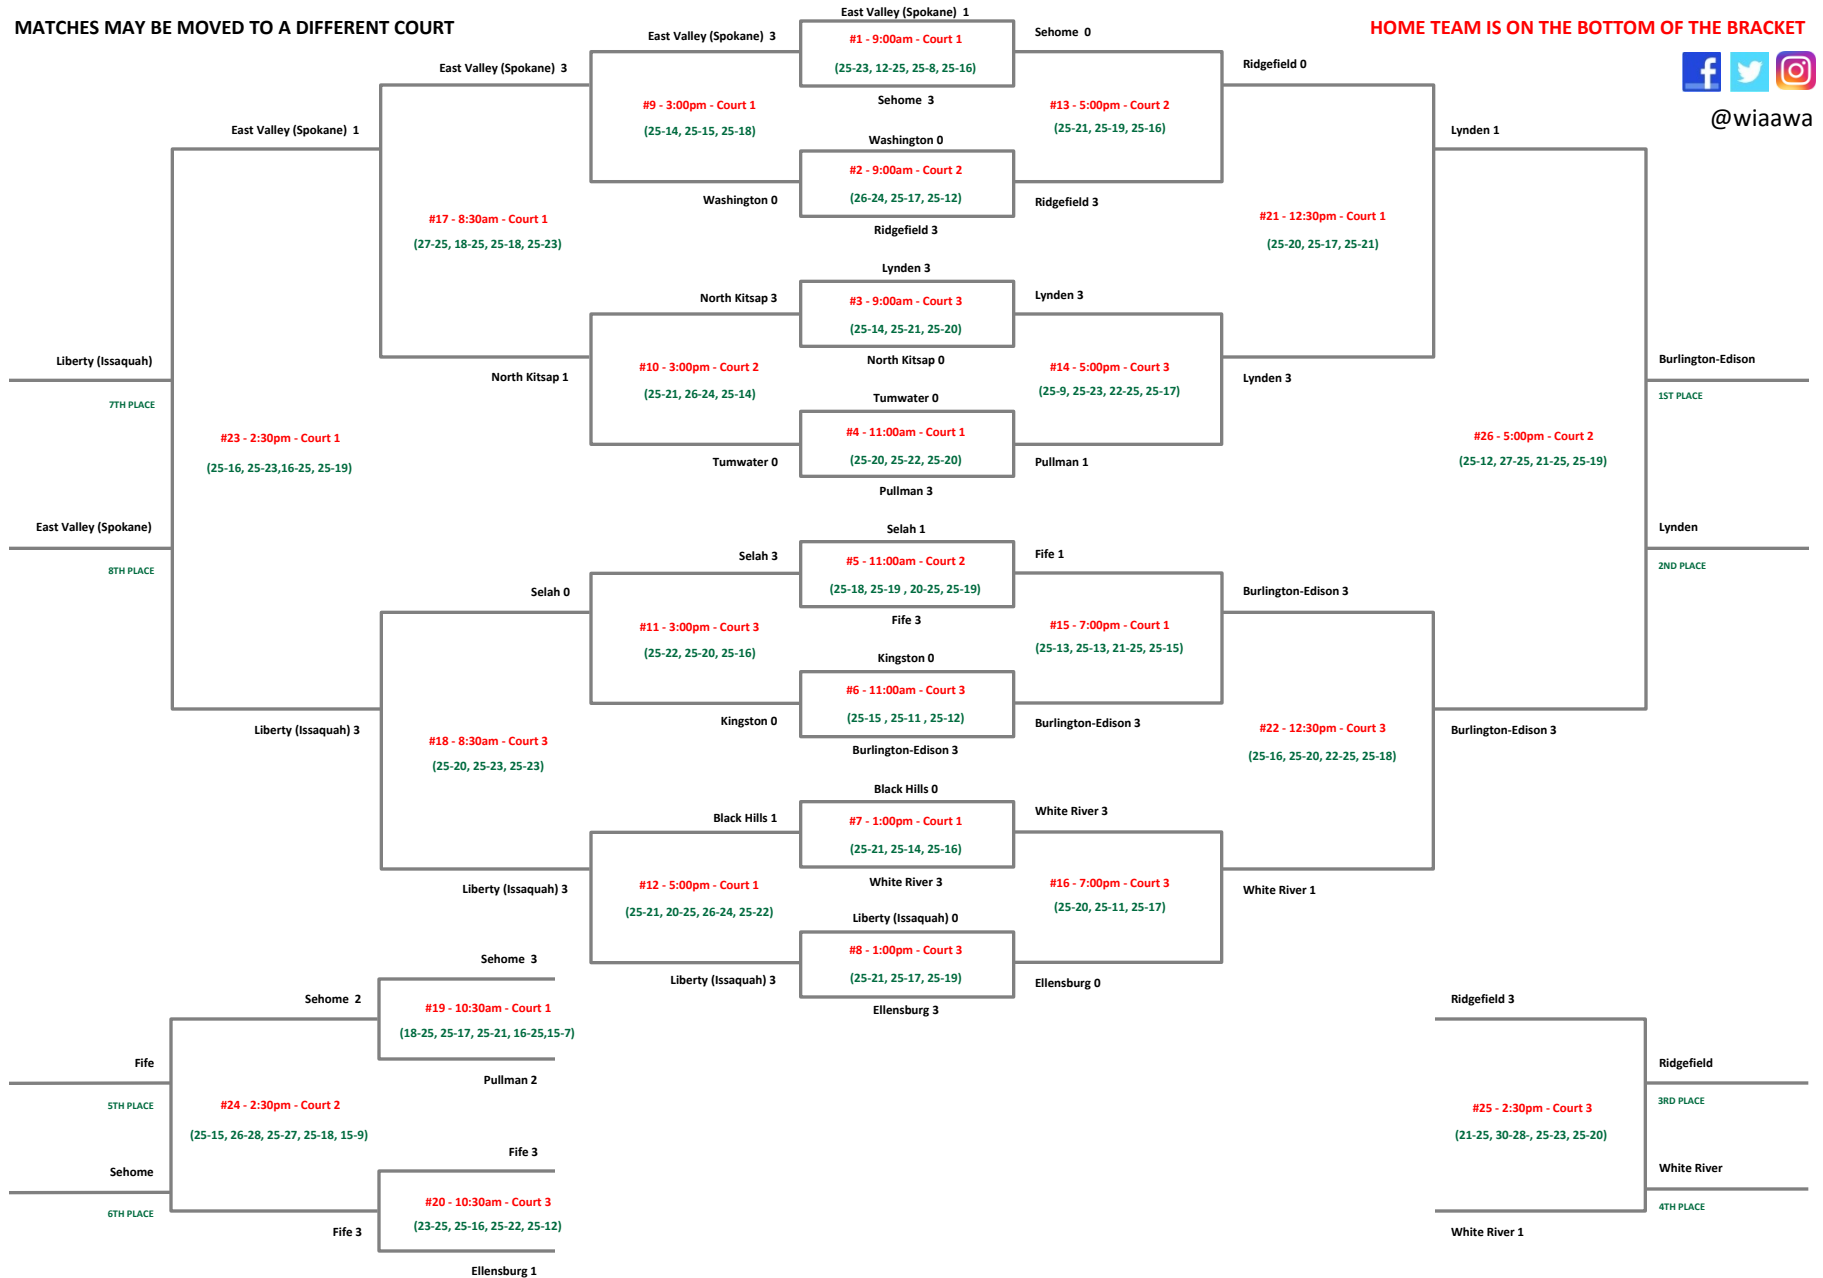 MATCHES MAY BE MOVED TO A DIFFERENT COURT
HOME TEAM IS ON THE BOTTOM OF THE BRACKET
@wiaawa
East Valley (Spokane) 1
#1 - 9:00am - Court 1
(25-23, 12-25, 25-8, 25-16)
Sehome 3
Washington 0
#2 - 9:00am - Court 2
(26-24, 25-17, 25-12)
Ridgefield 3
Lynden 3
#3 - 9:00am - Court 3
(25-14, 25-21, 25-20)
North Kitsap 0
Tumwater 0
#4 - 11:00am - Court 1
(25-20, 25-22, 25-20)
Pullman 3
Selah 1
#5 - 11:00am - Court 2
(25-18, 25-19 , 20-25, 25-19)
Fife 3
Kingston 0
#6 - 11:00am - Court 3
(25-15 , 25-11 , 25-12)
Burlington-Edison 3
Black Hills 0
#7 - 1:00pm - Court 1
(25-21, 25-14, 25-16)
White River 3
Liberty (Issaquah) 0
#8 - 1:00pm - Court 3
(25-21, 25-17, 25-19)
Ellensburg 3
East Valley (Spokane) 3
#9 - 3:00pm - Court 1
(25-14, 25-15, 25-18)
Washington 0
North Kitsap 3
#10 - 3:00pm - Court 2
(25-21, 26-24, 25-14)
Tumwater 0
Selah 3
#11 - 3:00pm - Court 3
(25-22, 25-20, 25-16)
Kingston 0
Black Hills 1
#12 - 5:00pm - Court 1
(25-21, 20-25, 26-24, 25-22)
Liberty (Issaquah) 3
Sehome 0
#13 - 5:00pm - Court 2
(25-21, 25-19, 25-16)
Ridgefield 3
Lynden 3
#14 - 5:00pm - Court 3
(25-9, 25-23, 22-25, 25-17)
Pullman 1
Fife 1
#15 - 7:00pm - Court 1
(25-13, 25-13, 21-25, 25-15)
Burlington-Edison 3
White River 3
#16 - 7:00pm - Court 3
(25-20, 25-11, 25-17)
Ellensburg 0
East Valley (Spokane) 3
#17 - 8:30am - Court 1
(27-25, 18-25, 25-18, 25-23)
North Kitsap 1
Selah 0
#18 - 8:30am - Court 3
(25-20, 25-23, 25-23)
Liberty (Issaquah) 3
Sehome 3
#19 - 10:30am - Court 1
(18-25, 25-17, 25-21, 16-25,15-7)
Pullman 2
Fife 3
#20 - 10:30am - Court 3
(23-25, 25-16, 25-22, 25-12)
Ellensburg 1
Ridgefield 0
#21 - 12:30pm - Court 1
(25-20, 25-17, 25-21)
Lynden 3
Burlington-Edison 3
#22 - 12:30pm - Court 3
(25-16, 25-20, 22-25, 25-18)
White River 1
East Valley (Spokane) 1
#23 - 2:30pm - Court 1
(25-16, 25-23,16-25, 25-19)
Liberty (Issaquah) 3
Liberty (Issaquah)
7TH PLACE
East Valley (Spokane)
8TH PLACE
Sehome 2
#24 - 2:30pm - Court 2
(25-15, 26-28, 25-27, 25-18, 15-9)
Fife 3
Fife
5TH PLACE
Sehome
6TH PLACE
Ridgefield 3
#25 - 2:30pm - Court 3
(21-25, 30-28-, 25-23, 25-20)
White River 1
Ridgefield
3RD PLACE
White River
4TH PLACE
Lynden 1
#26 - 5:00pm - Court 2
(25-12, 27-25, 21-25, 25-19)
Burlington-Edison 3
Burlington-Edison
1ST PLACE
Lynden
2ND PLACE